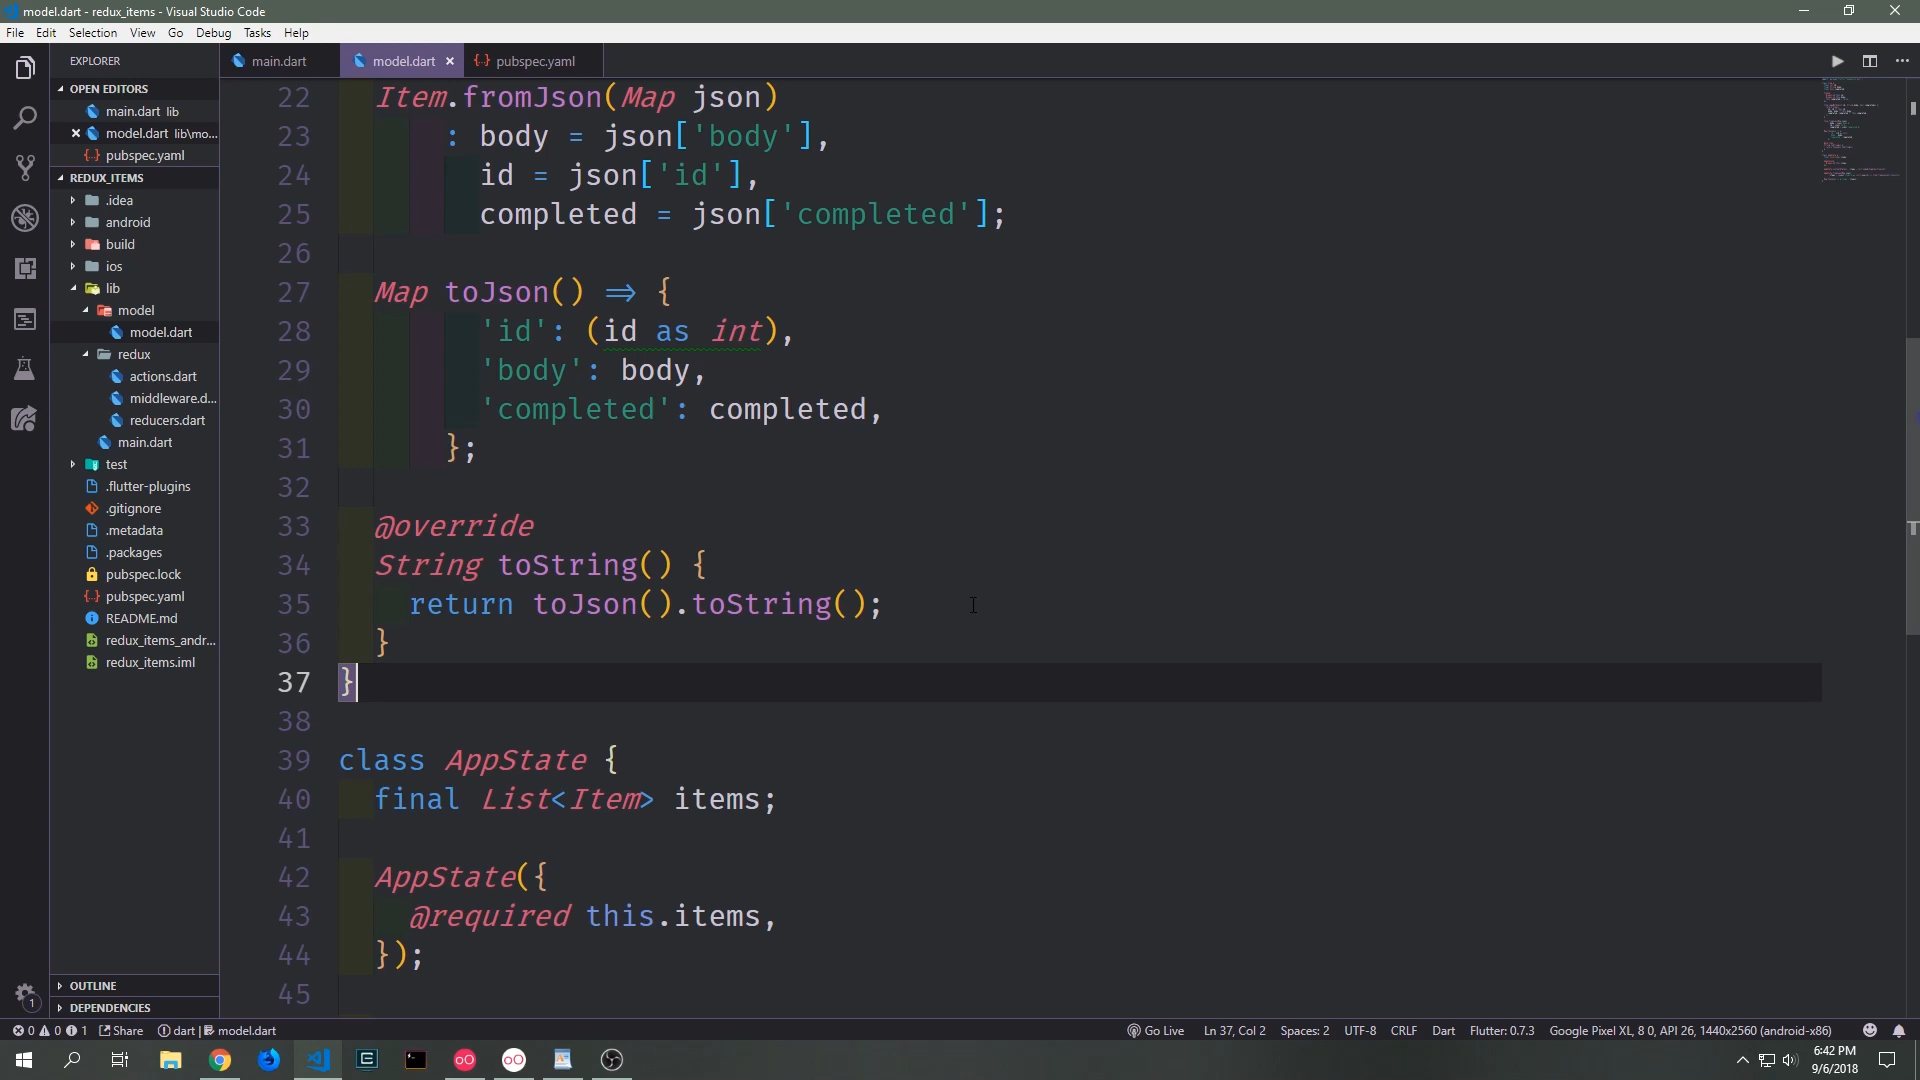 model.dart - redux_items - Visual Studio Code
File Edit Selection View Go Debug Tasks Help
EXPLORER
OPEN EDITORS
main.dart lib
model.dart lib\mo...
pubspec.yaml
REDUX_ITEMS
.idea
android
build
ios
lib
model
model.dart
redux
actions.dart
middleware.d...
reducers.dart
main.dart
test
.flutter-plugins
.gitignore
.metadata
.packages
pubspec.lock
pubspec.yaml
README.md
redux_items_andr...
redux_items.iml
OUTLINE
DEPENDENCIES
main.dart model.dart pubspec.yaml
22 Item.fromJson(Map json)
23 : body = json['body'],
24 id = json['id'],
25 completed = json['completed'];
26
27 Map toJson() => {
28 'id': (id as int),
29 'body': body,
30 'completed': completed,
31 };
32
33 @override
34 String toString() {
35 return toJson().toString();
36 }
37 }
38
39 class AppState {
40 final List<Item> items;
41
42 AppState({
43 @required this.items,
44 });
45
1
0 0 1 Share dart | model.dart Go Live Ln 37, Col 2 Spaces: 2 UTF-8 CRLF Dart Flutter: 0.7.3 Google Pixel XL, 8 0, API 26, 1440x2560 (android-x86)
6:42 PM
9/6/2018